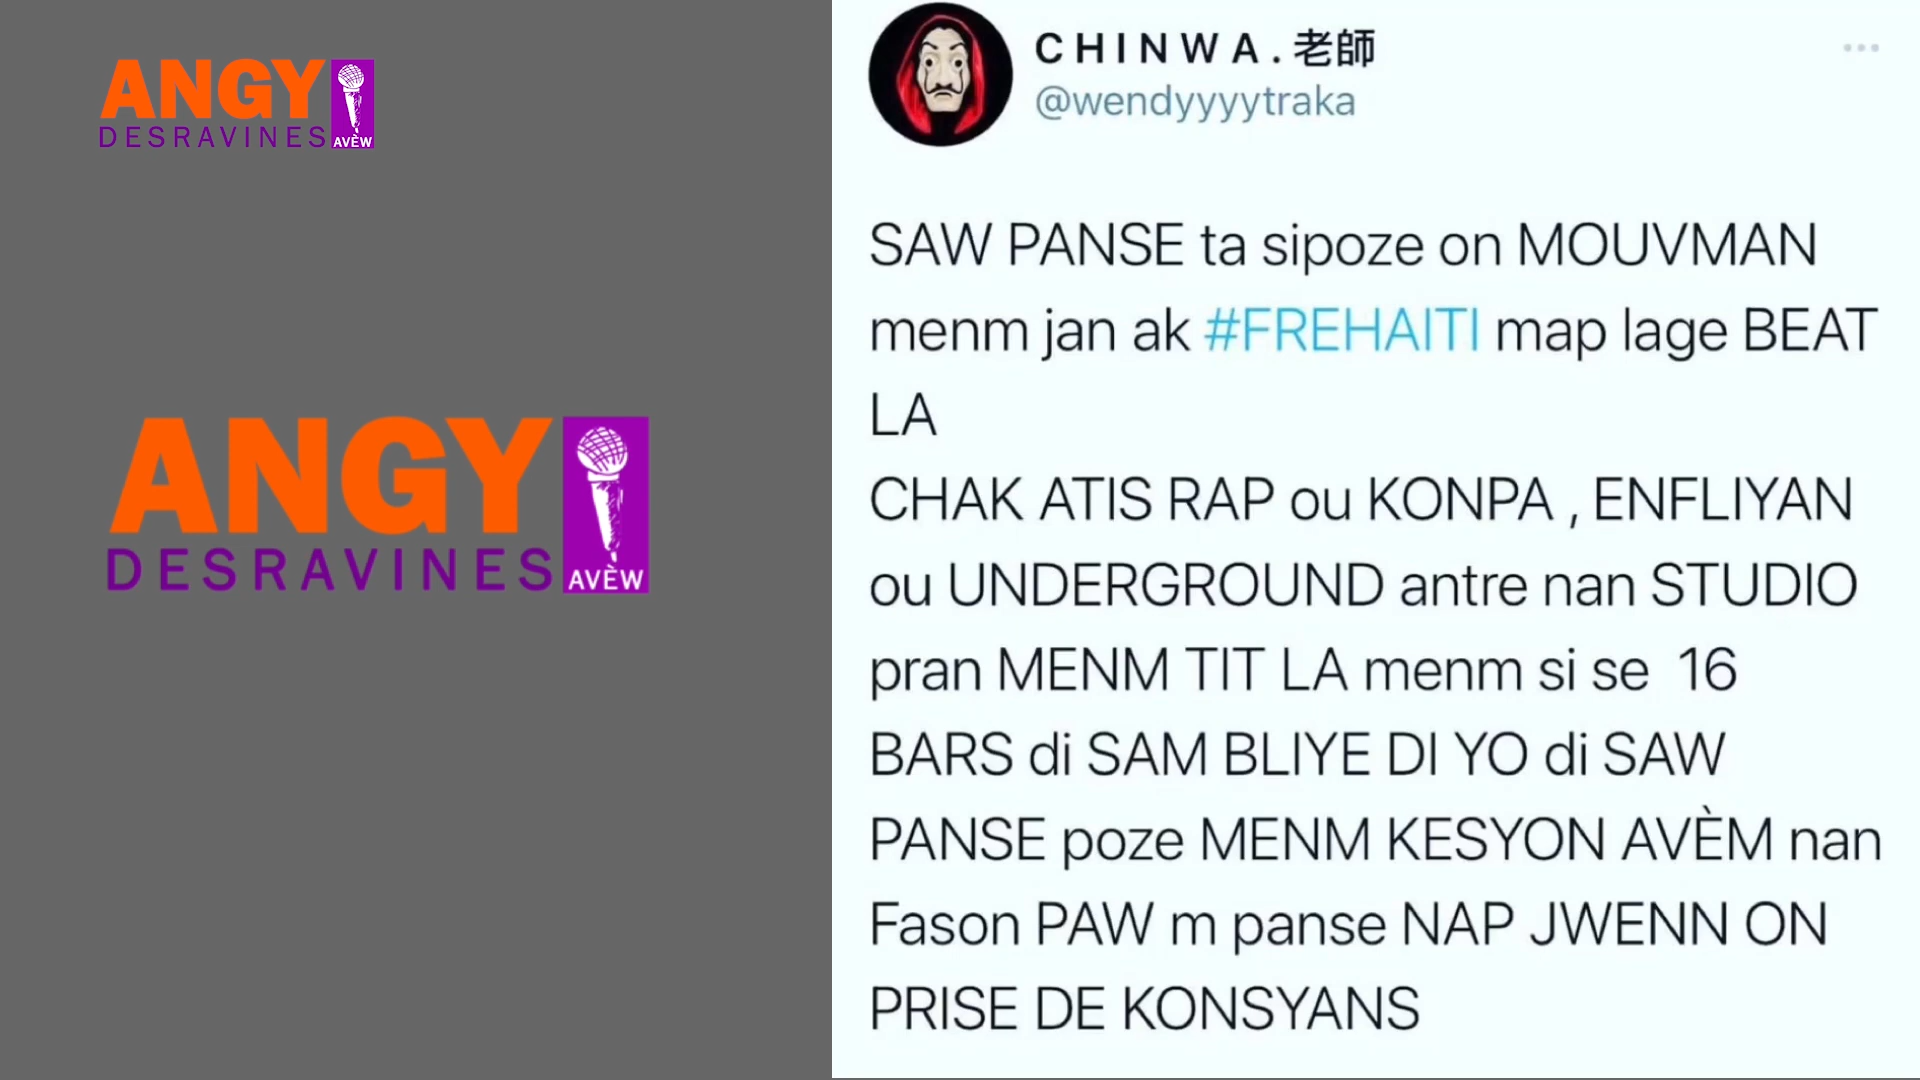 ANGY
DESRAVINES
AVÈW
ANGY
DESRAVINES
AVÈW
CHINWA.老師
@wendyyyytraka
SAW PANSE ta sipoze on MOUVMAN
menm jan ak #FREHAITI map lage BEAT
LA
CHAK ATIS RAP ou KONPA , ENFLIYAN
ou UNDERGROUND antre nan STUDIO
pran MENM TIT LA menm si se 16
BARS di SAM BLIYE DI YO di SAW
PANSE poze MENM KESYON AVÈM nan
Fason PAW m panse NAP JWENN ON
PRISE DE KONSYANS